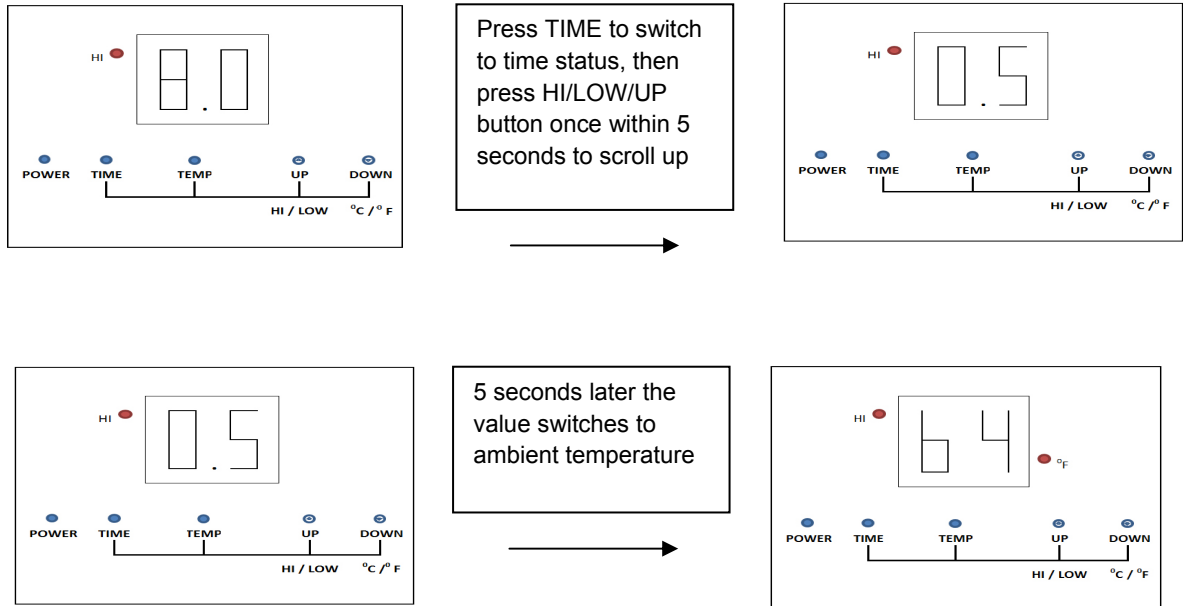 HI
8.0
POWER TIME TEMP UP DOWN
HI / LOW °C /° F
Press TIME to switch
to time status, then
press HI/LOW/UP
button once within 5
seconds to scroll up
HI
0.5
POWER TIME TEMP UP DOWN
HI / LOW °C /° F
HI
0.5
POWER TIME TEMP UP DOWN
HI / LOW °C /° F
5 seconds later the
value switches to
ambient temperature
HI
64
°F
POWER TIME TEMP UP DOWN
HI / LOW °C / ° F